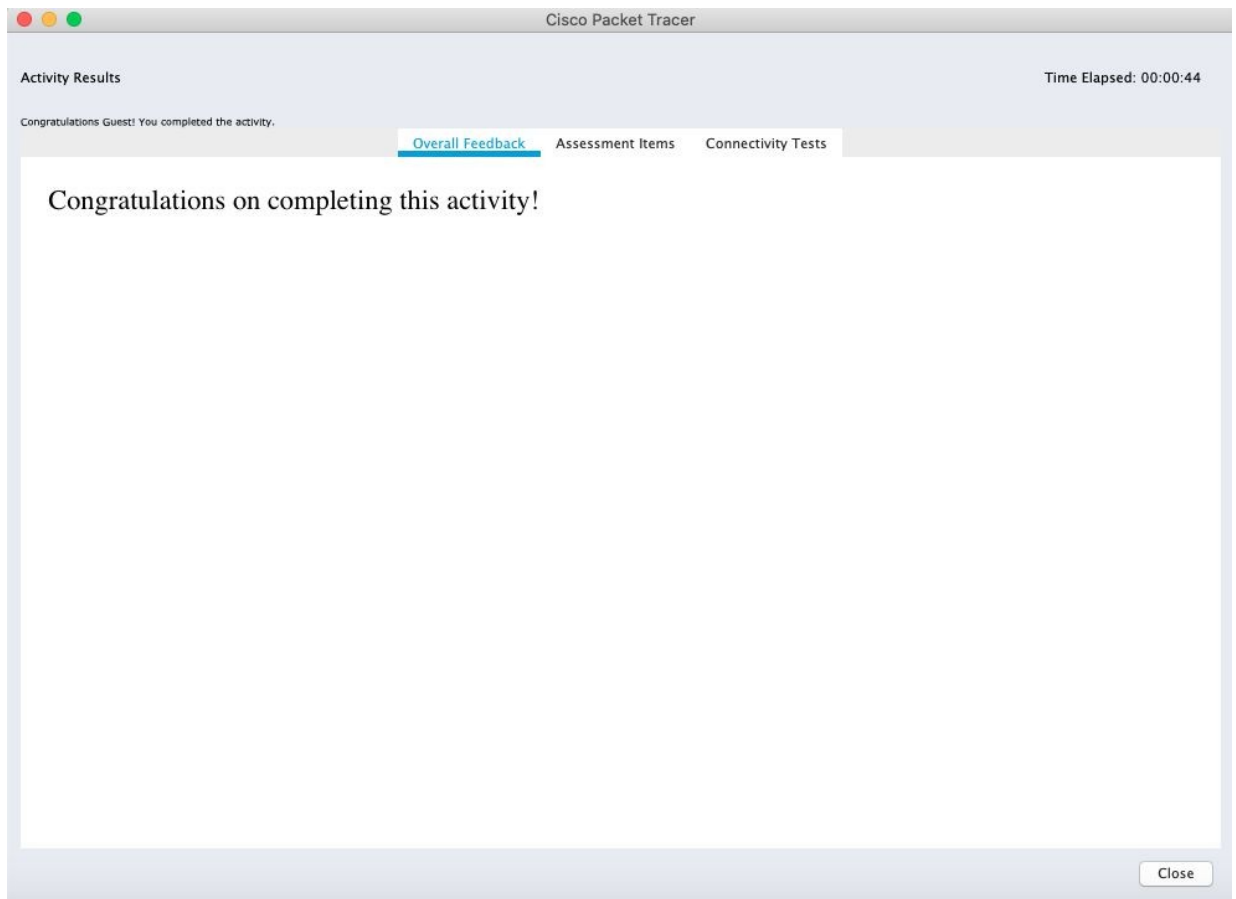 Cisco Packet Tracer
Activity Results
Time Elapsed: 00:00:44
Congratulations Guest! You completed the activity.
Overall Feedback
Assessment Items
Connectivity Tests
Congratulations on completing this activity!
Close